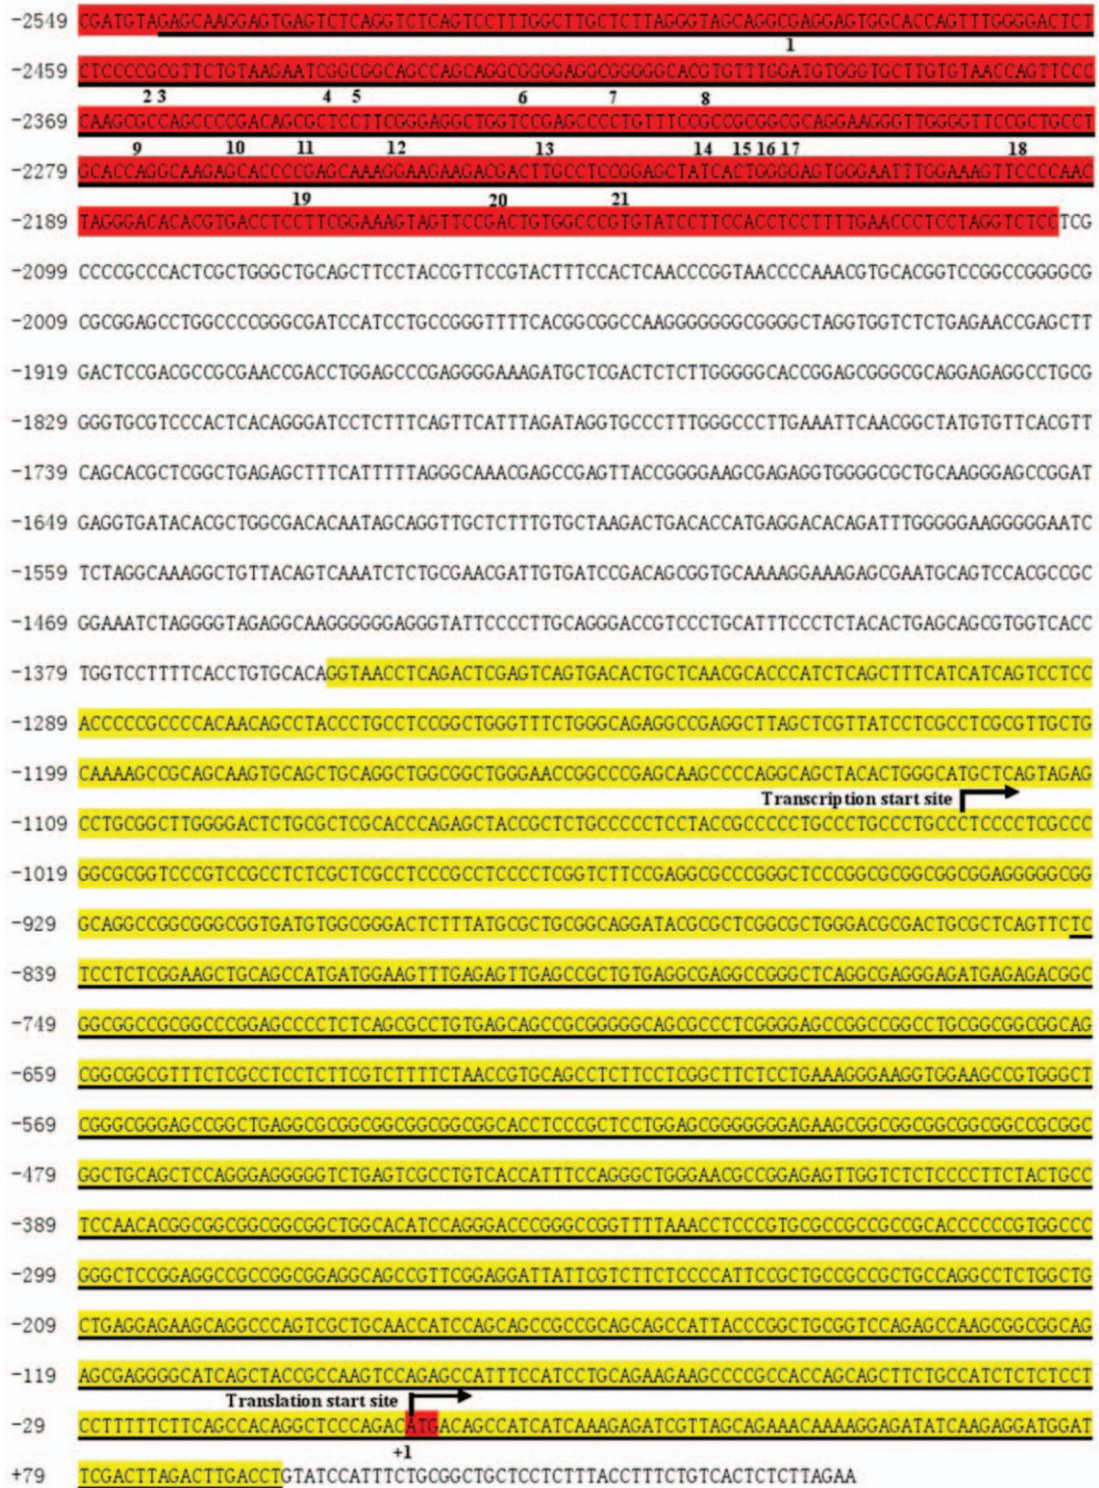 -2549 CGATGTAGAGCAAGGAGTGAGTCTCAGGTCTCAGTCCTTTGGCTTGCTCTTAGGGTAGCAGGCGAGGAGTGGCACCAGTTTGGGGACTCT
1
-2459 CTCCCCGCGTTCTGTAAGAATCGGCGGCAGCCAGCAGGCGGGGAGGCGGGGGCACGTGTTTGGATGTGGGTGCTTGTGTAACCAGTTCCC
2 3 4 5 6 7 8
-2369 CAAGCGCCAGCCCCGACAGCGCTCCTTCGGGAGGCTGGTCCGAGCCCCTGTTTCCGCCGCGGCGCAGGAAGGGTTGGGGTTCCGCTGCCT
9 10 11 12 13 14 15 16 17 18
-2279 GCACCAGGCAAGAGCACCCCGAGCAAAGGAAGAAGACGACTTGCCTCCGGAGCTATCACTGGGGAGTGGGAATTTGGAAAGTTCCCCAAC
19 20 21
-2189 TAGGGACACACGTGACCTCCTTCGGAAAGTAGTTCCGACTGTGGCCCGTGTATCCTTCCACCTCCTTTTGAACCCTCCTAGGTCTCCTCG
-2099 CCCCGCCCACTCGCTGGGCTGCAGCTTCCTACCGTTCCGTACTTTCCACTCAACCCGGTAACCCCAAACGTGCACGGTCCGGCCGGGGCG
-2009 CGCGGAGCCTGGCCCCGGGCGATCCATCCTGCCGGGTTTTCACGGCGGCCAAGGGGGGGCGGGGCTAGGTGGTCTCTGAGAACCGAGCTT
-1919 GACTCCGACGCCGCGAACCGACCTGGAGCCCGAGGGGAAAGATGCTCGACTCTCTTGGGGGCACCGGAGCGGGCGCAGGAGAGGCCTGCG
-1829 GGGTGCGTCCCACTCACAGGGATCCTCTTTCAGTTCATTTAGATAGGTGCCCTTTGGGCCCTTGAAATTCAACGGCTATGTGTTCACGTT
-1739 CAGCACGCTCGGCTGAGAGCTTTCATTTTTAGGGCAAACGAGCCGAGTTACCGGGGAAGCGAGAGGTGGGGCGCTGCAAGGGAGCCGGAT
-1649 GAGGTGATACACGCTGGCGACACAATAGCAGGTTGCTCTTTGTGCTAAGACTGACACCATGAGGACACAGATTTGGGGGAAGGGGGAATC
-1559 TCTAGGCAAAGGCTGTTACAGTCAAATCTCTGCGAACGATTGTGATCCGACAGCGGTGCAAAAGGAAAGAGCGAATGCAGTCCACGCCGC
-1469 GGAAATCTAGGGGTAGAGGCAAGGGGGGAGGGTATTCCCCTTGCAGGGACCGTCCCTGCATTTCCCTCTACACTGAGCAGCGTGGTCACC
-1379 TGGTCCTTTTCACCTGTGCACAGGTAACCTCAGACTCGAGTCAGTGACACTGCTCAACGCACCCATCTCAGCTTTCATCATCAGTCCTCC
-1289 ACCCCCGCCCCACAACAGCCTACCCTGCCTCCGGCTGGGTTTCTGGGCAGAGGCCGAGGCTTAGCTCGTTATCCTCGCCTCGCGTTGCTG
-1199 CAAAAGCCGCAGCAAGTGCAGCTGCAGGCTGGCGGCTGGGAACCGGCCCGAGCAAGCCCCAGGCAGCTACACTGGGCATGCTCAGTAGAG
Transcription start site
-1109 CCTGCGGCTTGGGGACTCTGCGCTCGCACCCAGAGCTACCGCTCTGCCCCCTCCTACCGCCCCCTGCCCTGCCCTGCCCTCCCCTCGCCC
-1019 GGCGCGGTCCCGTCCGCCTCTCGCTCGCCTCCCGCCTCCCCTCGGTCTTCCGAGGCGCCCGGGCTCCCGGCGCGGCGGCGGAGGGGGCGG
-929 GCAGGCCGGCGGGCGGTGATGTGGCGGGACTCTTTATGCGCTGCGGCAGGATACGCGCTCGGCGCTGGGACGCGACTGCGCTCAGTTCTC
-839 TCCTCTCGGAAGCTGCAGCCATGATGGAAGTTTGAGAGTTGAGCCGCTGTGAGGCGAGGCCGGGCTCAGGCGAGGGAGATGAGAGACGGC
-749 GGCGGCCGCGGCCCGGAGCCCCTCTCAGCGCCTGTGAGCAGCCGCGGGGGCAGCGCCCTCGGGGAGCCGGCCGGCCTGCGGCGGCGGCAG
-659 CGGCGGCGTTTCTCGCCTCCTCTTCGTCTTTTCTAACCGTGCAGCCTCTTCCTCGGCTTCTCCTGAAAGGGAAGGTGGAAGCCGTGGGCT
-569 CGGGCGGGAGCCGGCTGAGGCGCGGCGGCGGCGGCGGCACCTCCCGCTCCTGGAGCGGGGGGGAGAAGCGGCGGCGGCGGCGGCCGCGGC
-479 GGCTGCAGCTCCAGGGAGGGGGTCTGAGTCGCCTGTCACCATTTCCAGGGCTGGGAACGCCGGAGAGTTGGTCTCTCCCCTTCTACTGCC
-389 TCCAACACGGCGGCGGCGGCGGCTGGCACATCCAGGGACCCGGGCCGGTTTTAAACCTCCCGTGCGCCGCCGCCGCACCCCCCGTGGCCC
-299 GGGCTCCGGAGGCCGCCGGCGGAGGCAGCCGTTCGGAGGATTATTCGTCTTCTCCCCATTCCGCTGCCGCCGCTGCCAGGCCTCTGGCTG
-209 CTGAGGAGAAGCAGGCCCAGTCGCTGCAACCATCCAGCAGCCGCCGCAGCAGCCATTACCCGGCTGCGGTCCAGAGCCAAGCGGCGGCAG
-119 AGCGAGGGGCATCAGCTACCGCCAAGTCCAGAGCCATTTCCATCCTGCAGAAGAAGCCCCGCCACCAGCAGCTTCTGCCATCTCTCTCCT
Translation start site
-29 CCTTTTTCTTCAGCCACAGGCTCCCAGACATGACAGCCATCATCAAAGAGATCGTTAGCAGAAACAAAAGGAGATATCAAGAGGATGGAT
+1
+79 TCGACTTAGACTTGACCTGTATCCATTTCTGCGGCTGCTCCTCTTTACCTTTCTGTCACTCTCTTAGAA